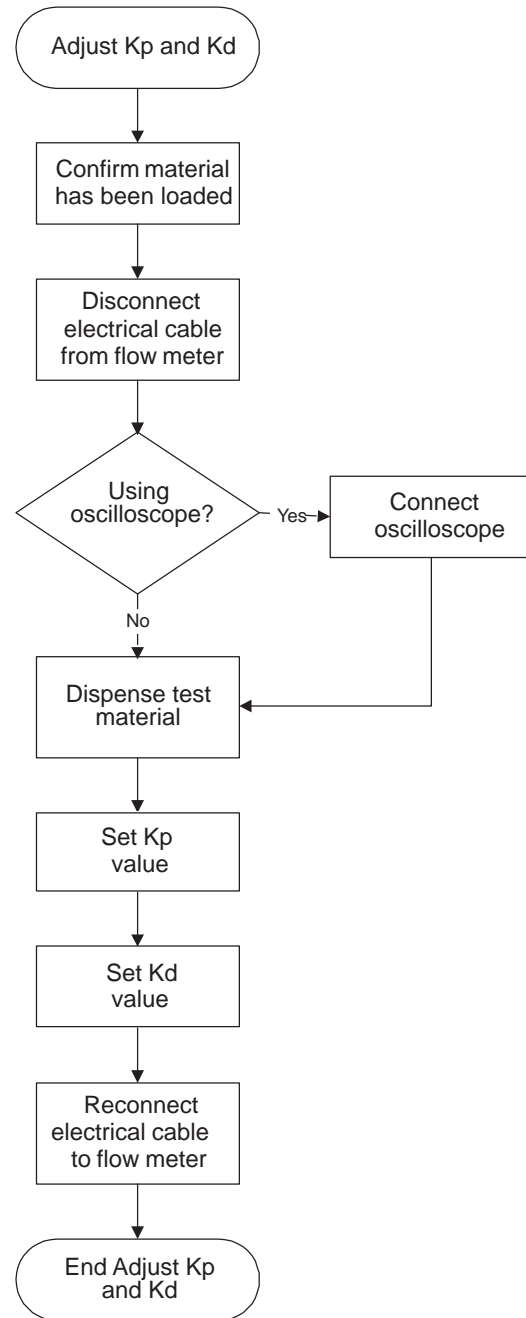 Adjust Kp and Kd
Confirm material
has been loaded
Disconnect
electrical cable
from flow meter
Using
oscilloscope?
Yes
Connect
oscilloscope
No
Dispense test
material
Set Kp
value
Set Kd
value
Reconnect
electrical cable
to flow meter
End Adjust Kp
and Kd